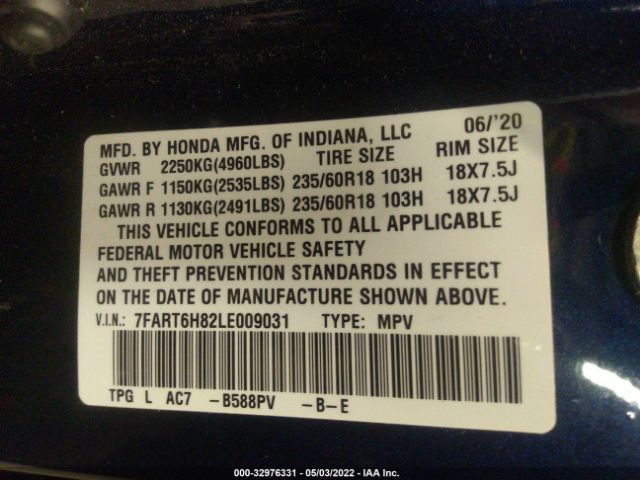 MFD. BY HONDA MFG. OF INDIANA, LLC 06/'20
GVWR 2250KG(4960LBS) TIRE SIZE RIM SIZE
GAWR F 1150KG(2535LBS) 235/60R18 103H 18X7.5J
GAWR R 1130KG(2491LBS) 235/60R18 103H 18X7.5J
THIS VEHICLE CONFORMS TO ALL APPLICABLE
FEDERAL MOTOR VEHICLE SAFETY
AND THEFT PREVENTION STANDARDS IN EFFECT
ON THE DATE OF MANUFACTURE SHOWN ABOVE.
V.I.N.: 7FART6H82LE009031 TYPE: MPV
TPG L AC7 -B588PV -B-E
000-32976331 - 05/03/2022 - IAA Inc.